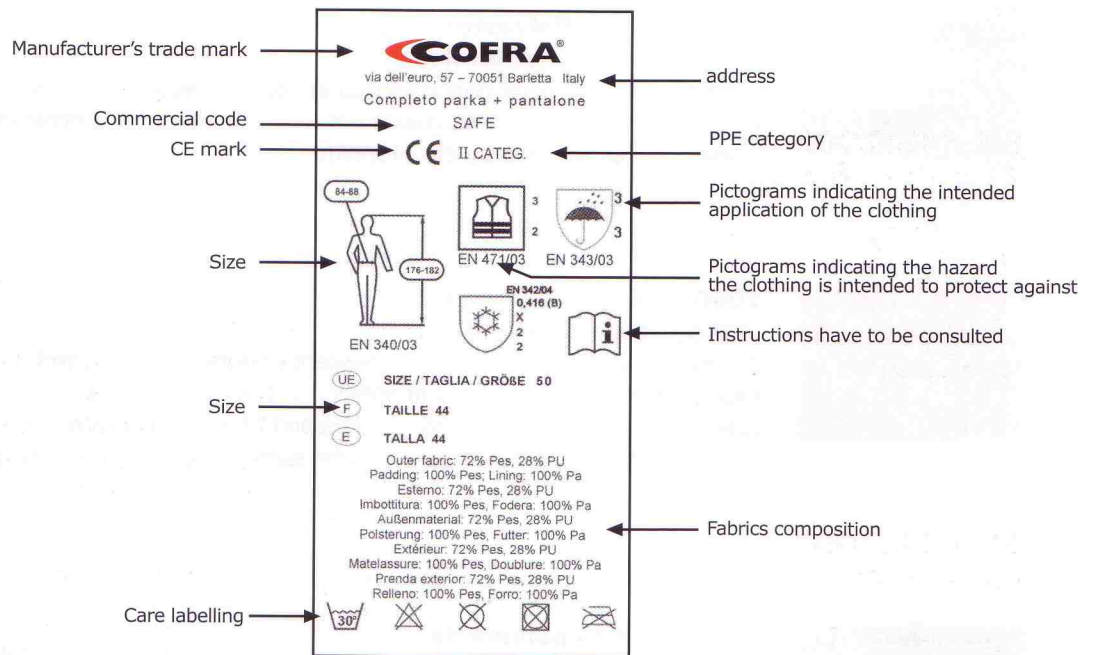 Manufacturer's trade mark
COFRA®
via dell'euro, 57 – 70051 Barletta Italy
address
Completo parka + pantalone
Commercial code
SAFE
CE mark
CE II CATEG.
PPE category
84-88
3
2
EN 471/03
3
3
EN 343/03
Pictograms indicating the intended
application of the clothing
Size
176-182
EN 340/03
Pictograms indicating the hazard
the clothing is intended to protect against
EN 342/04
0,416 (B)
X
2
2
i
Instructions have to be consulted
UE SIZE / TAGLIA / GRÖßE 50
Size
F TAILLE 44
E TALLA 44
Outer fabric: 72% Pes, 28% PU
Padding: 100% Pes; Lining: 100% Pa
Esterno: 72% Pes, 28% PU
Imbottitura: 100% Pes, Fodera: 100% Pa
Außenmaterial: 72% Pes, 28% PU
Polsterung: 100% Pes, Futter: 100% Pa
Extérieur: 72% Pes, 28% PU
Matelassure: 100% Pes, Doublure: 100% Pa
Prenda exterior: 72% Pes, 28% PU
Relleno: 100% Pes, Forro: 100% Pa
Fabrics composition
Care labelling
30°